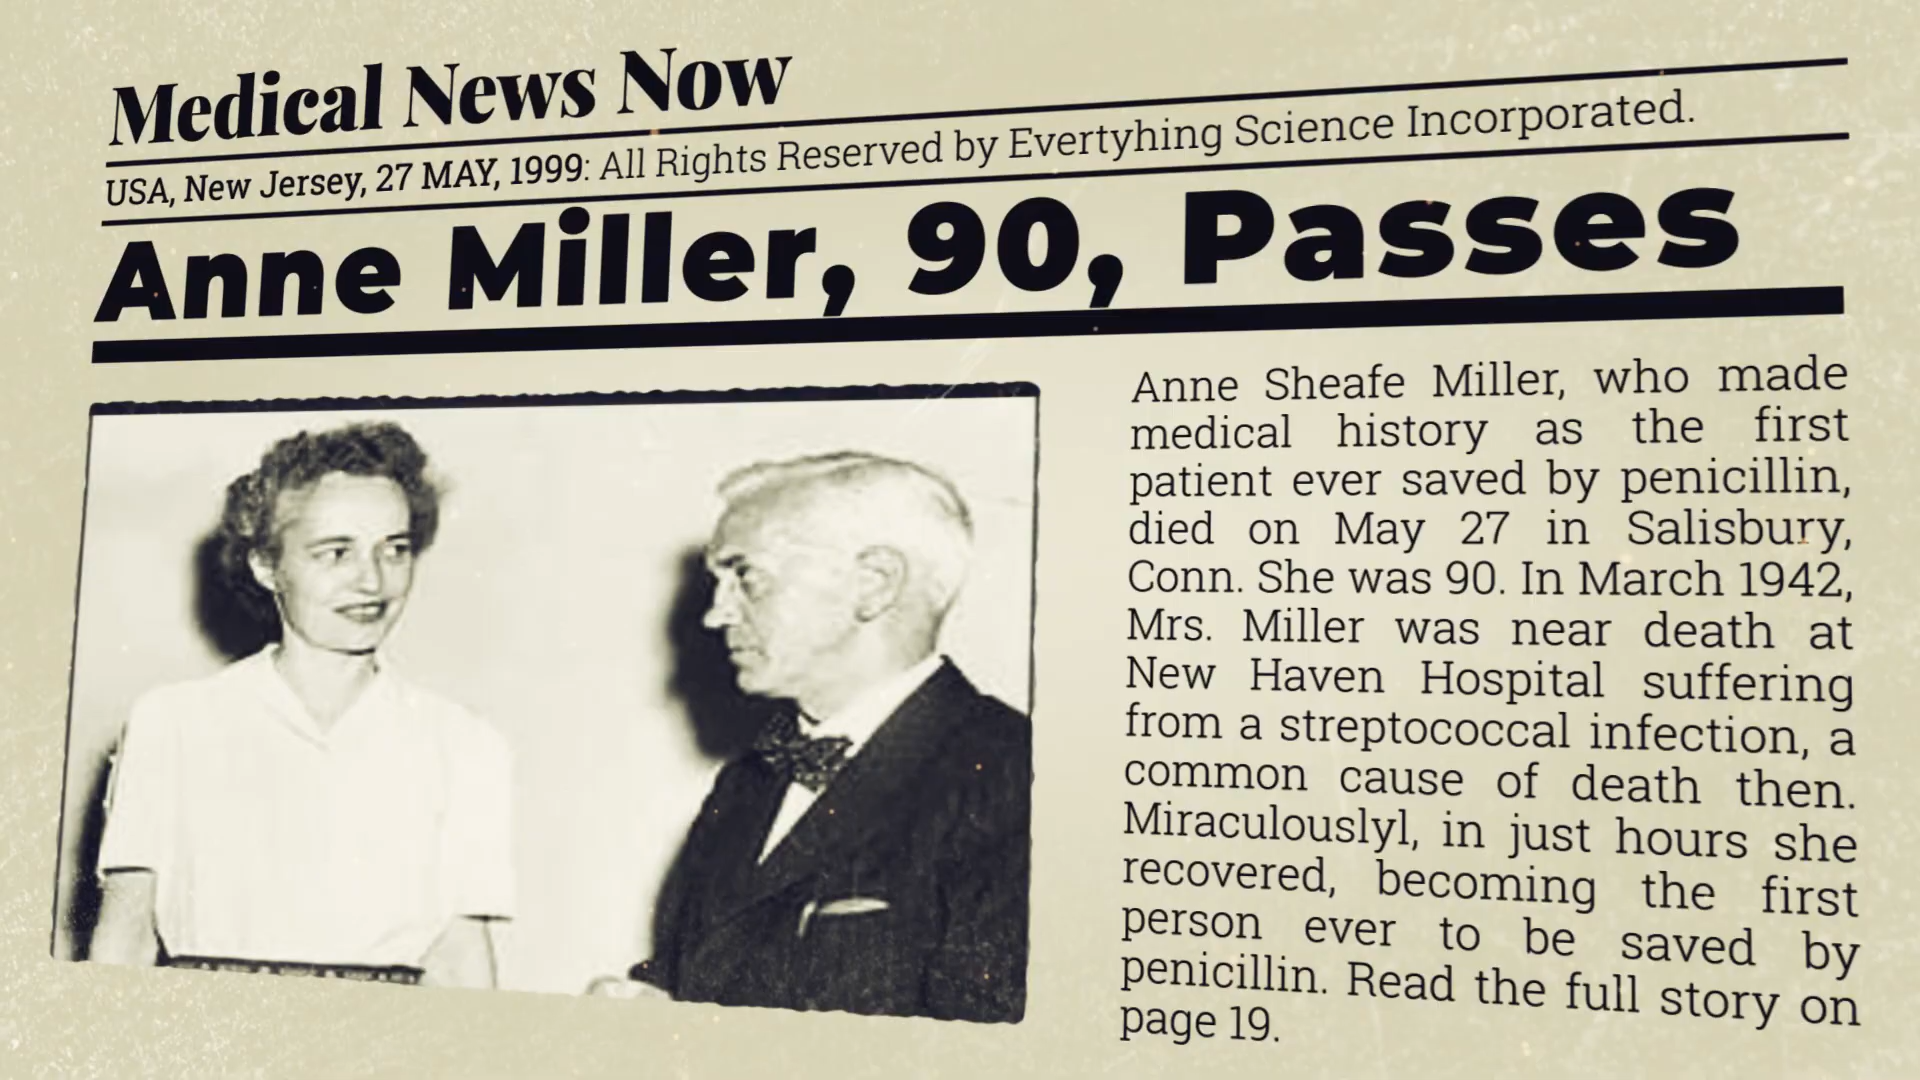 Medical News Now
USA, New Jersey, 27 MAY, 1999: All Rights Reserved by Evertyhing Science Incorporated.
Anne Miller, 90, Passes
Anne Sheafe Miller, who made
medical history as the first
patient ever saved by penicillin,
died on May 27 in Salisbury,
Conn. She was 90. In March 1942,
Mrs. Miller was near death at
New Haven Hospital suffering
from a streptococcal infection, a
common cause of death then.
Miraculouslyl, in just hours she
recovered, becoming the first
person ever to be saved by
penicillin. Read the full story on
page 19.